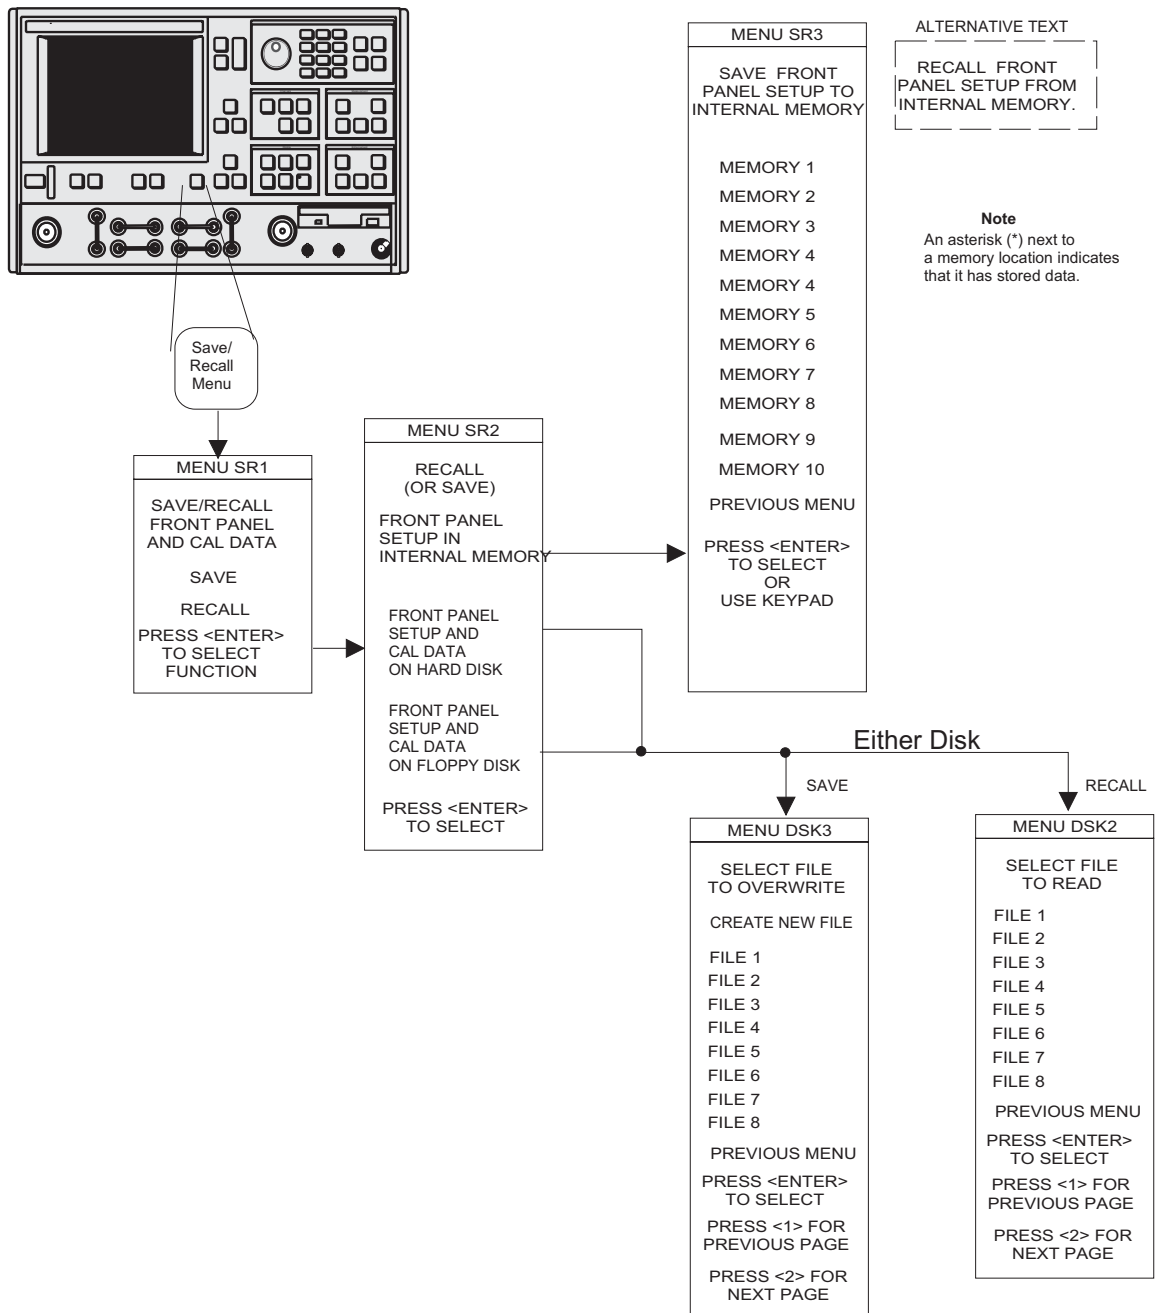 Save/
Recall
Menu
MENU SR1
SAVE/RECALL
FRONT PANEL
AND CAL DATA
SAVE
RECALL
PRESS <ENTER>
TO SELECT
FUNCTION
MENU SR2
RECALL
(OR SAVE)
FRONT PANEL
SETUP IN
INTERNAL MEMORY
FRONT PANEL
SETUP AND
CAL DATA
ON HARD DISK
FRONT PANEL
SETUP AND
CAL DATA
ON FLOPPY DISK
PRESS <ENTER>
TO SELECT
MENU SR3
SAVE FRONT
PANEL SETUP TO
INTERNAL MEMORY
MEMORY 1
MEMORY 2
MEMORY 3
MEMORY 4
MEMORY 4
MEMORY 5
MEMORY 6
MEMORY 7
MEMORY 8
MEMORY 9
MEMORY 10
PREVIOUS MENU
PRESS <ENTER>
TO SELECT
OR
USE KEYPAD
ALTERNATIVE TEXT
RECALL FRONT
PANEL SETUP FROM
INTERNAL MEMORY.
Note
An asterisk (*) next to
a memory location indicates
that it has stored data.
Either Disk
SAVE
RECALL
MENU DSK3
SELECT FILE
TO OVERWRITE
CREATE NEW FILE
FILE 1
FILE 2
FILE 3
FILE 4
FILE 5
FILE 6
FILE 7
FILE 8
PREVIOUS MENU
PRESS <ENTER>
TO SELECT
PRESS <1> FOR
PREVIOUS PAGE
PRESS <2> FOR
NEXT PAGE
MENU DSK2
SELECT FILE
TO READ
FILE 1
FILE 2
FILE 3
FILE 4
FILE 5
FILE 6
FILE 7
FILE 8
PREVIOUS MENU
PRESS <ENTER>
TO SELECT
PRESS <1> FOR
PREVIOUS PAGE
PRESS <2> FOR
NEXT PAGE